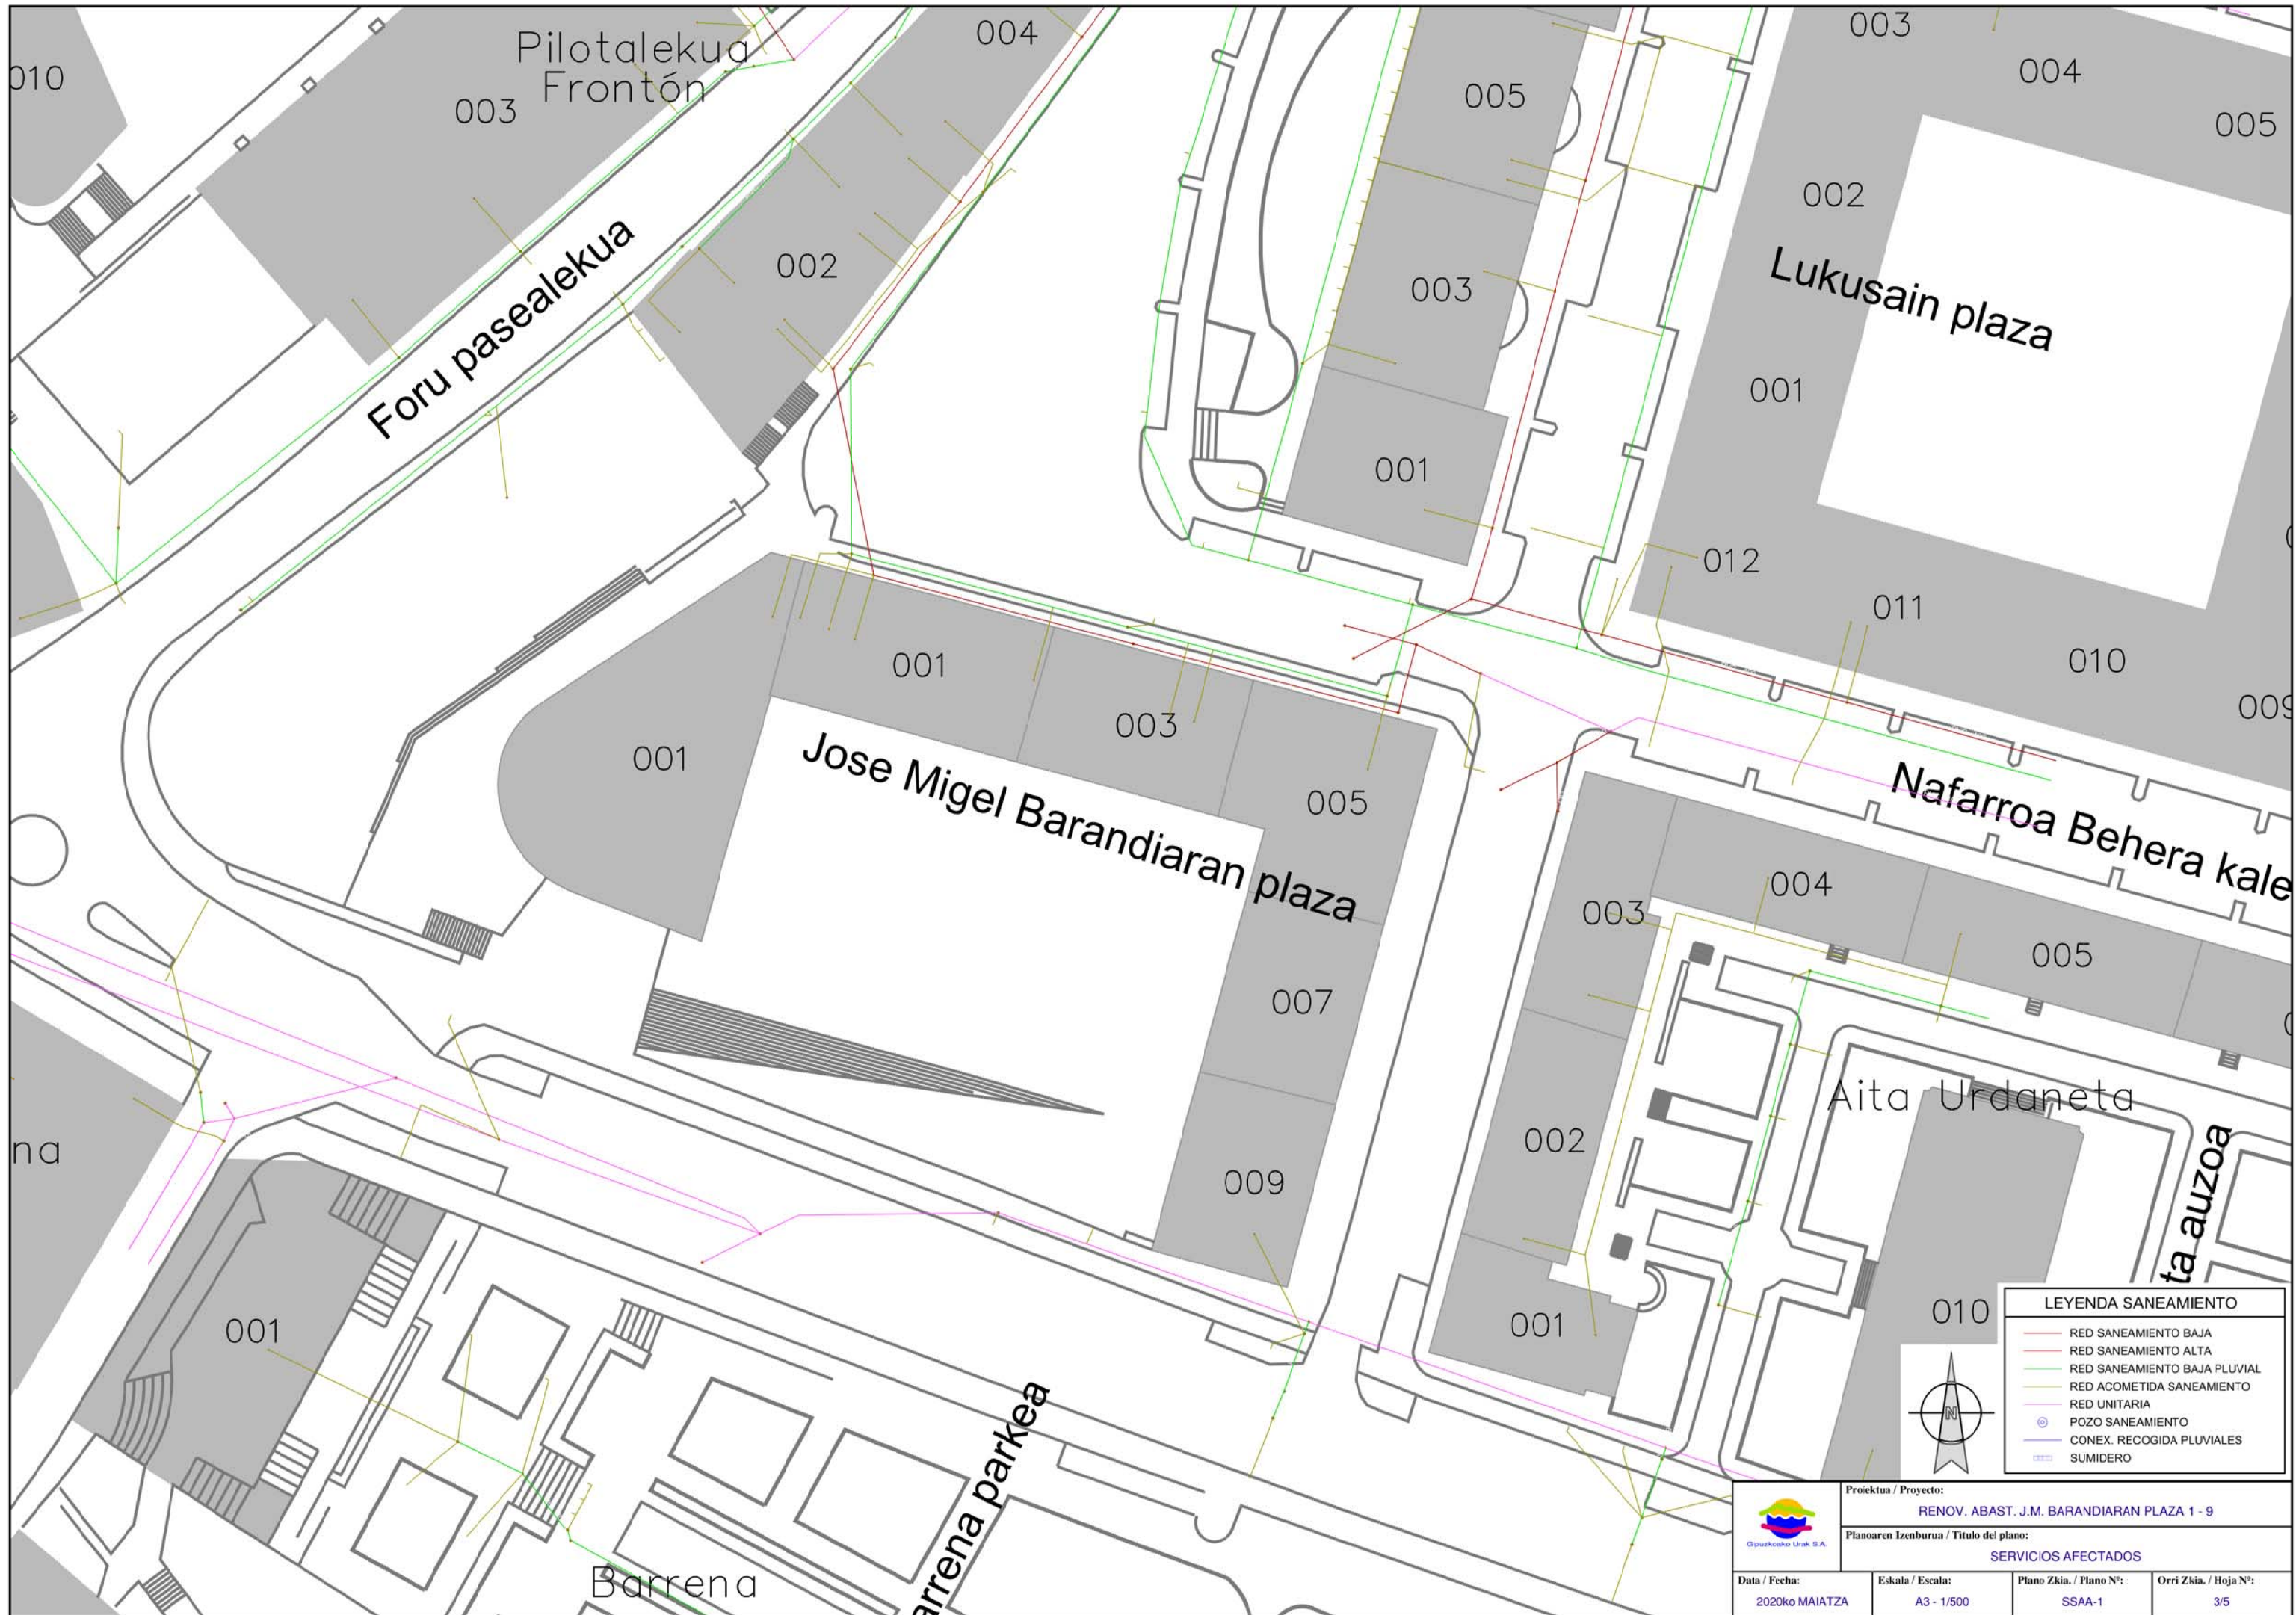 Pilotalekua
Frontón
010
003
004
005
003
004
005
002
Foru pasealekua
002
003
Lukusain plaza
001
001
012
011
001
010
003
009
001
Jose Migel Barandiaran plaza
005
Nafarroa Behera kale
003
004
005
007
Aita Urdaneta
na
002
009
ta auzoa
001
001
010
arrena parkea
Barrena
LEYENDA SANEAMIENTO
RED SANEAMIENTO BAJA
RED SANEAMIENTO ALTA
RED SANEAMIENTO BAJA PLUVIAL
RED ACOMETIDA SANEAMIENTO
RED UNITARIA
POZO SANEAMIENTO
CONEX. RECOGIDA PLUVIALES
SUMIDERO
N
Gipuzkoako Urak S.A.
Proiektua / Proyecto:
RENOV. ABAST. J.M. BARANDIARAN PLAZA 1 - 9
Planoaren Izenburua / Titulo del plano:
SERVICIOS AFECTADOS
Data / Fecha:
2020ko MAIATZA
Eskala / Escala:
A3 - 1/500
Plano Zkia. / Plano Nº:
SSAA-1
Orri Zkia. / Hoja Nº:
3/5